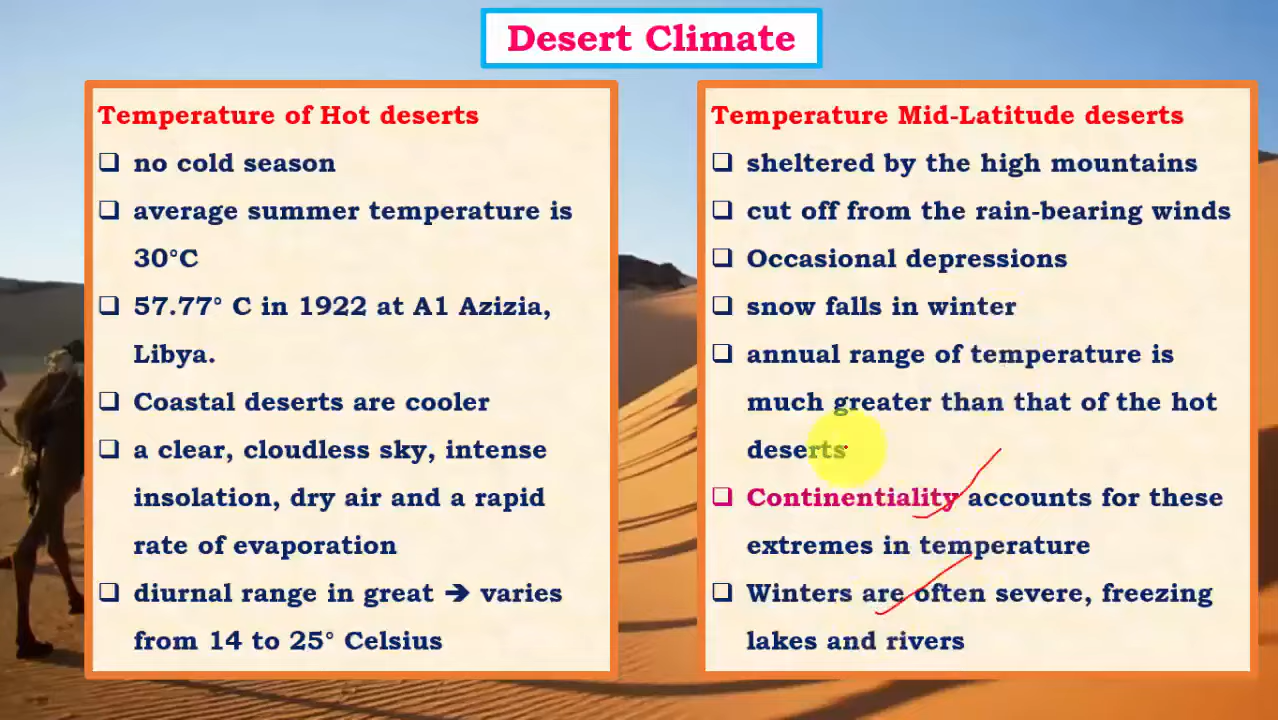 Desert Climate
Temperature of Hot deserts
❑ no cold season
❑ average summer temperature is
30°C
❑ 57.77° C in 1922 at A1 Azizia,
Libya.
❑ Coastal deserts are cooler
❑ a clear, cloudless sky, intense
insolation, dry air and a rapid
rate of evaporation
❑ diurnal range in great ➔ varies
from 14 to 25° Celsius
Temperature Mid-Latitude deserts
❑ sheltered by the high mountains
❑ cut off from the rain-bearing winds
❑ Occasional depressions
❑ snow falls in winter
❑ annual range of temperature is
much greater than that of the hot
deserts
❑ Continentiality accounts for these
extremes in temperature
❑ Winters are often severe, freezing
lakes and rivers